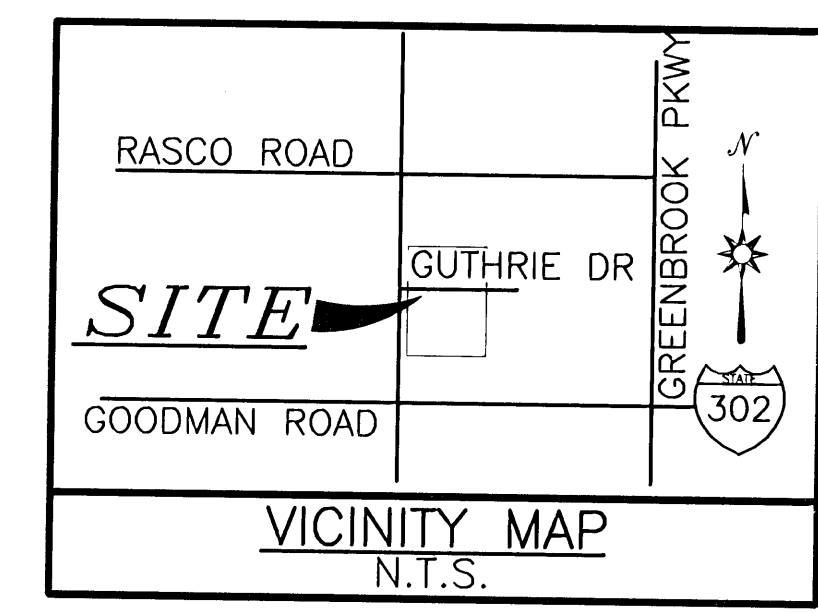 GREENBROOK PKWY
RASCO ROAD
N
GUTHRIE DR
SITE
STATE
302
GOODMAN ROAD
VICINITY MAP
N.T.S.